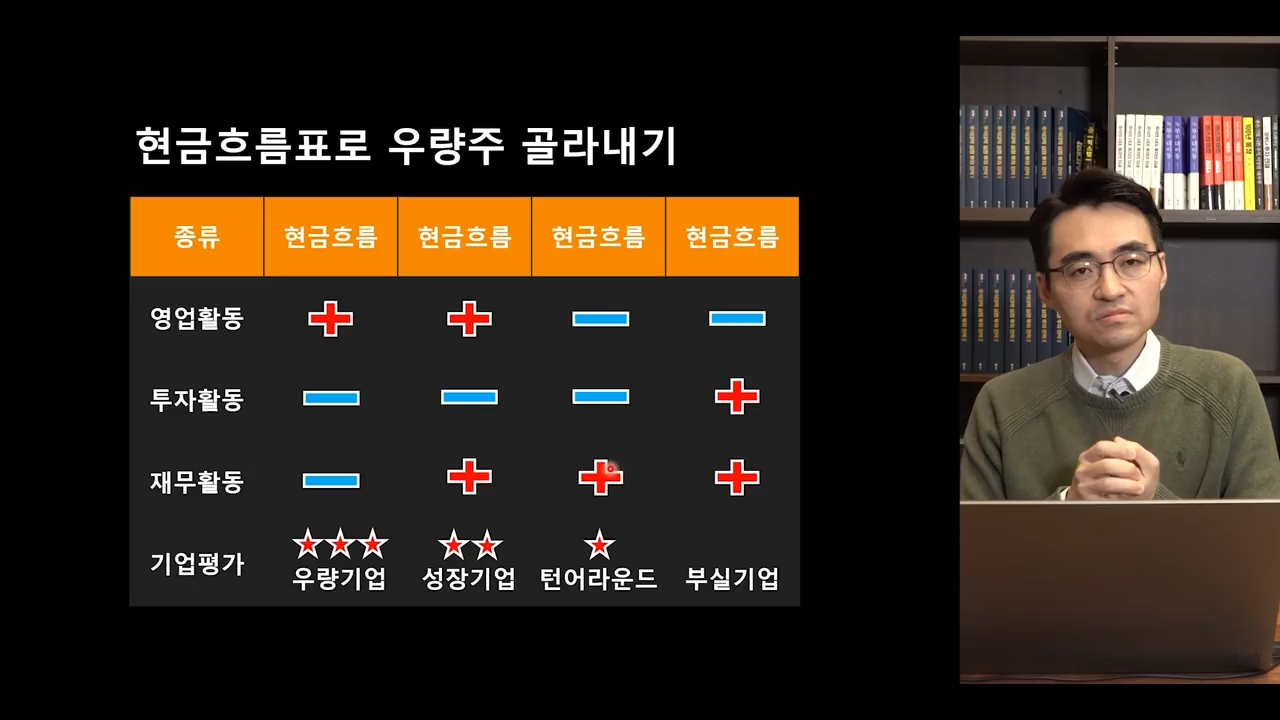 현금흐름표로 우량주 골라내기
종류 현금흐름 현금흐름 현금흐름 현금흐름
영업활동
투자활동
재무활동
기업평가 우량기업 성장기업 턴어라운드 부실기업